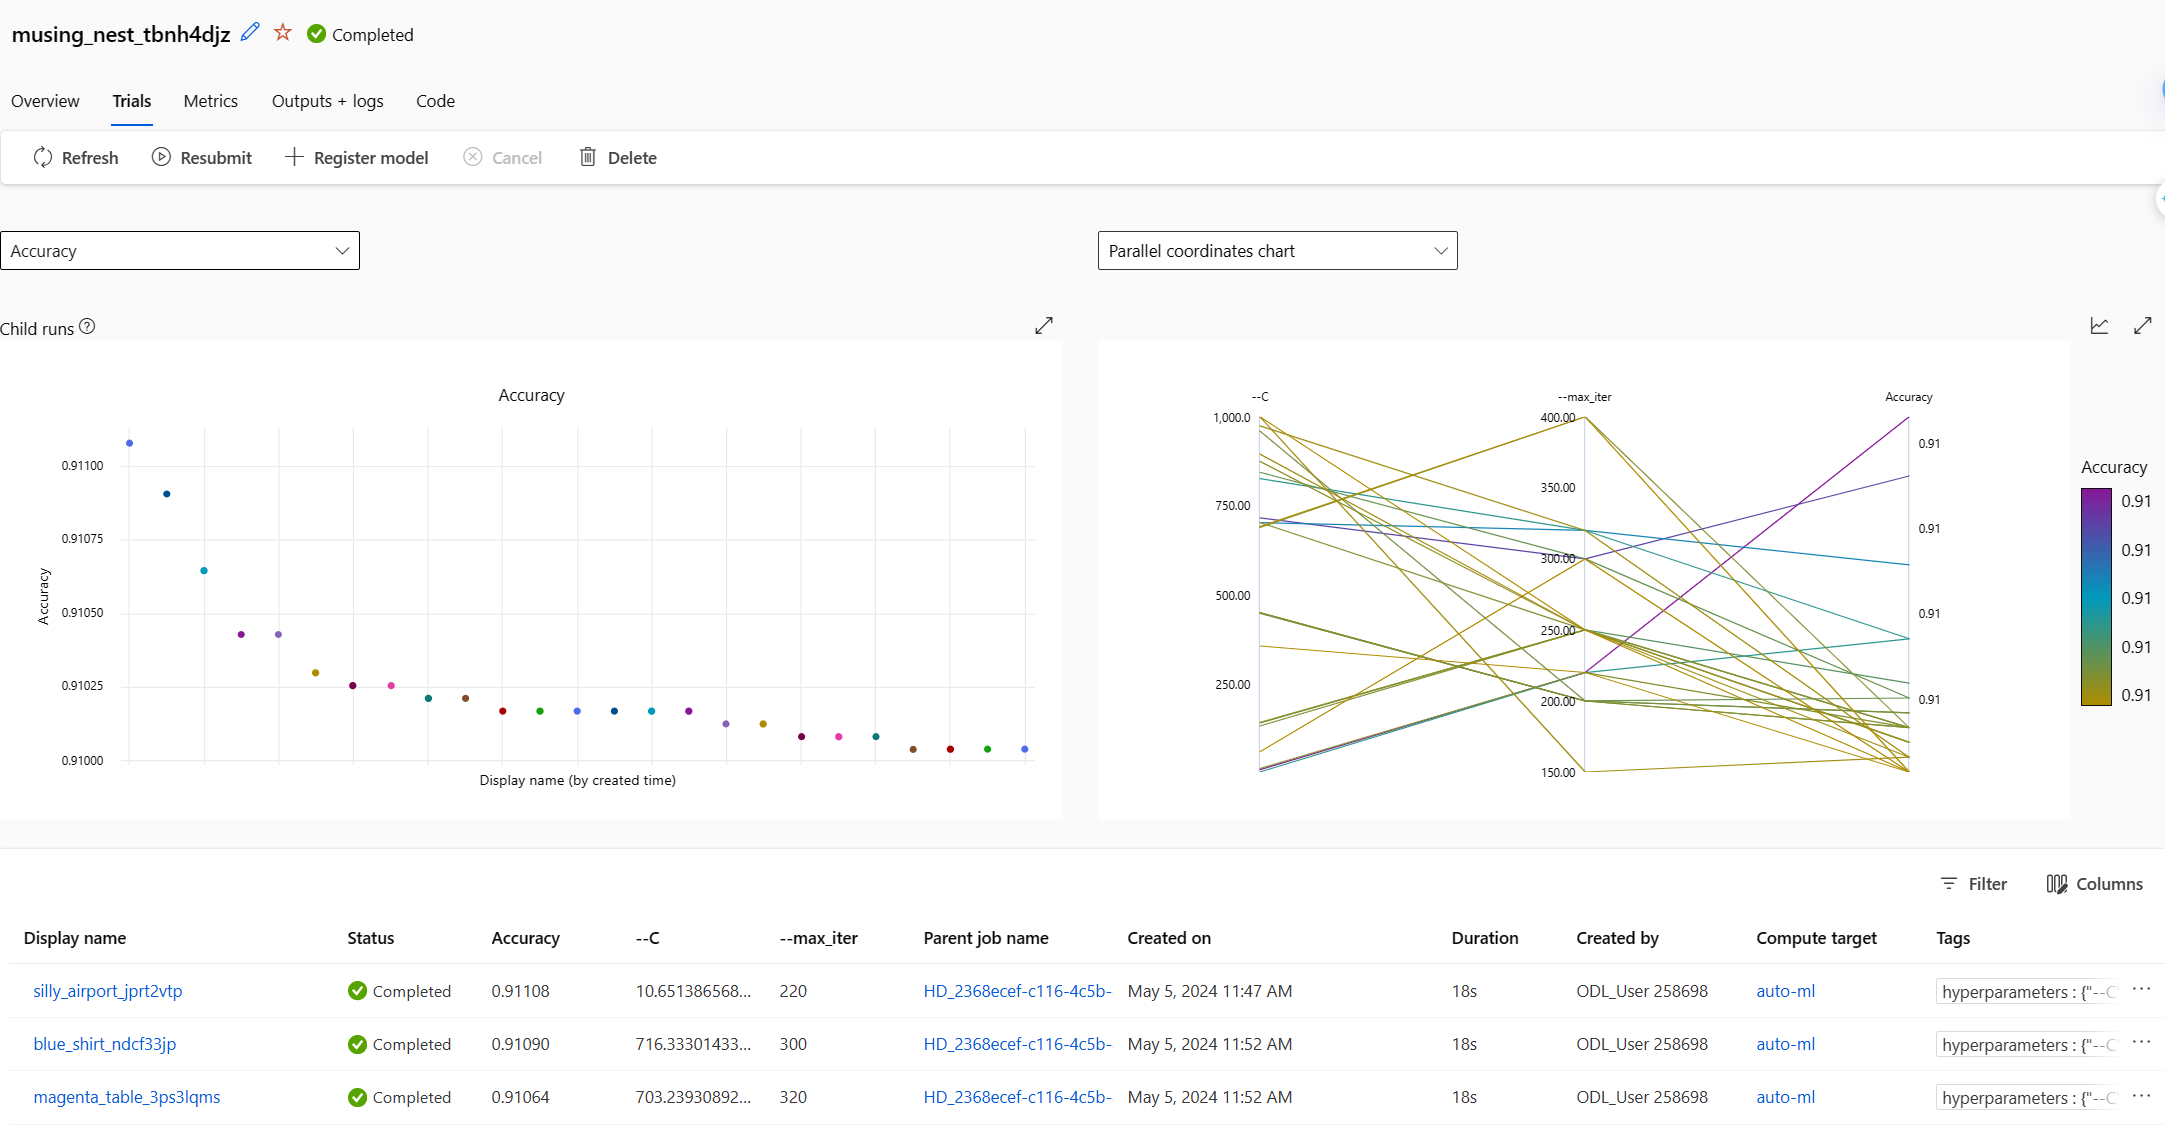 musing_nest_tbnh4djz Completed
Overview Trials Metrics Outputs + logs Code
Refresh Resubmit Register model Cancel Delete
Accuracy
Parallel coordinates chart
Child runs
Accuracy
0.91100
0.91075
0.91050
0.91025
0.91000
Accuracy
Display name (by created time)
--C --max_iter Accuracy
1,000.0
750.00
500.00
250.00
400.00
350.00
300.00
250.00
200.00
150.00
0.91
0.91
0.91
0.91
Accuracy
0.91
0.91
0.91
0.91
0.91
Filter Columns
Display name Status Accuracy --C --max_iter Parent job name Created on Duration Created by Compute target Tags
silly_airport_jprt2vtp Completed 0.91108 10.651386568... 220 HD_2368ecef-c116-4c5b- May 5, 2024 11:47 AM 18s ODL_User 258698 auto-ml hyperparameters : {"--C" ...
blue_shirt_ndcf33jp Completed 0.91090 716.33301433... 300 HD_2368ecef-c116-4c5b- May 5, 2024 11:52 AM 18s ODL_User 258698 auto-ml hyperparameters : {"--C ...
magenta_table_3ps3lqms Completed 0.91064 703.23930892... 320 HD_2368ecef-c116-4c5b- May 5, 2024 11:52 AM 18s ODL_User 258698 auto-ml hyperparameters : {"--C ...